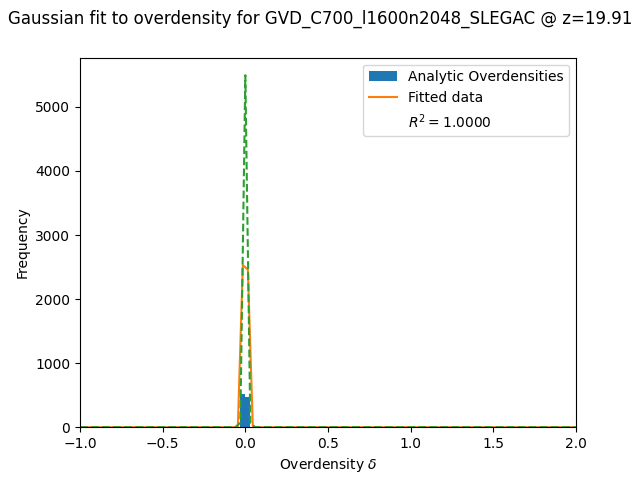 Gaussian fit to overdensity for GVD_C700_l1600n2048_SLEGAC @ z=19.91
Analytic Overdensities
Fitted data
R² = 1.0000
Frequency
5000
4000
3000
2000
1000
0
−1.0 −0.5 0.0 0.5 1.0 1.5 2.0
Overdensity δ